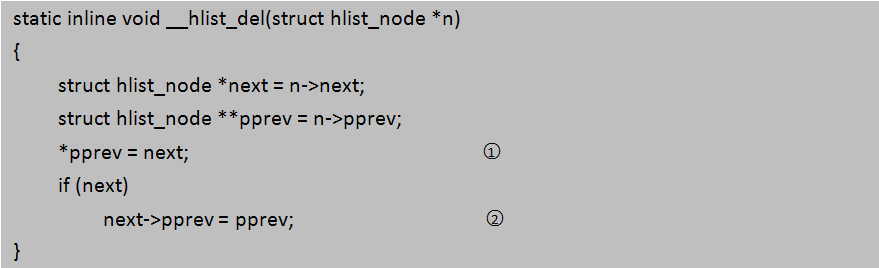 static inline void __hlist_del(struct hlist_node *n)
{
struct hlist_node *next = n->next;
struct hlist_node **pprev = n->pprev;
*pprev = next; ①
if (next)
next->pprev = pprev; ②
}